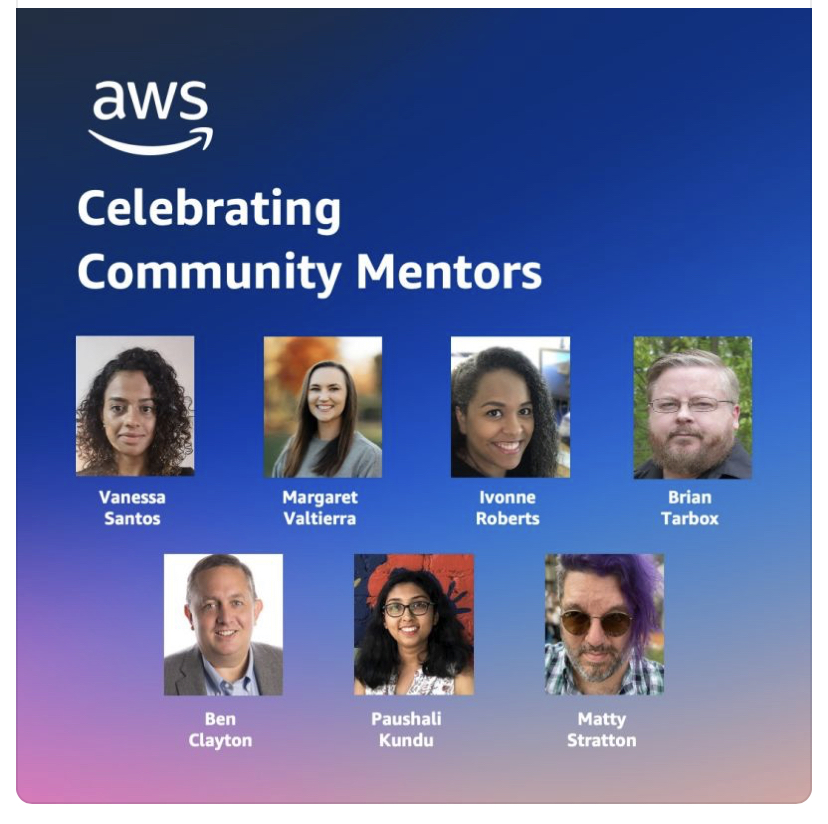 aws
Celebrating
Community Mentors
Vanessa
Santos
Margaret
Valtierra
Ivonne
Roberts
Brian
Tarbox
Ben
Clayton
Paushali
Kundu
Matty
Stratton